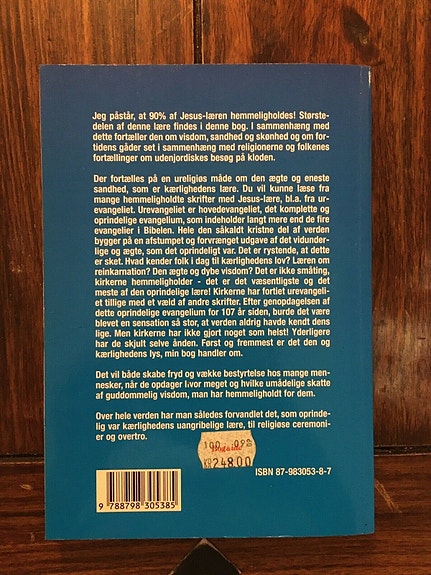 Jeg påstår, at 90% af Jesus-læren hemmeligholdes! Største-
delen af denne lære findes i denne bog. I sammenhæng med
dette fortæller den om visdom, sandhed og skønhed og om for-
tidens gåder set i sammenhæng med religionerne og folkenes
fortællinger om udenjordiskes besøg på kloden.
Der fortælles på en ureligiøs måde om den ægte og eneste
sandhed, som er kærlighedens lære. Du vil kunne læse fra
mange hemmeligholdte skrifter med Jesus-lære, bl.a. fra ur-
evangeliet. Urevangeliet er hovedevangeliet, det komplette og
oprindelige evangelium, som indeholder langt mere end de fire
evangelier i Bibelen. Hele den såkaldt kristne del af verden
bygger på en afstumpet og forvrænget udgave af det vidunder-
lige og ægte, som det oprindeligt var. Det er rystende, at dette
er sket. Hvad kender folk i dag til kærlighedens lov? Læren om
reinkarnation? Den ægte og dybe visdom? Det er ikke småting,
kirkerne hemmeligholder - det er det væsentligste og det
meste af den oprindelige lære! Kirkerne har fortiet urevangeli-
et tillige med et væld af andre skrifter. Efter genopdagelsen af
dette oprindelige evangelium for 107 år siden, burde det være
blevet en sensation så stor, at verden aldrig havde kendt dens
lige. Men kirkerne har ikke gjort noget som helst! Yderligere
har de skjult selve ånden. Først og fremmest er det den og
kærlighedens lys, min bog handler om.
Det vil både skabe fryd og vække bestyrtelse hos mange men-
nesker, når de opdager hvor meget og hvilke umådelige skatte
af guddommelig visdom, man har hemmeligholdt for dem.
Over hele verden har man således forvandlet det, som oprinde-
lig var kærlighedens uangribelige lære, til religiøse ceremoni-
er og overtro.
100 098
KR 248.00
ISBN 87-983053-8-7
9 788798 305385